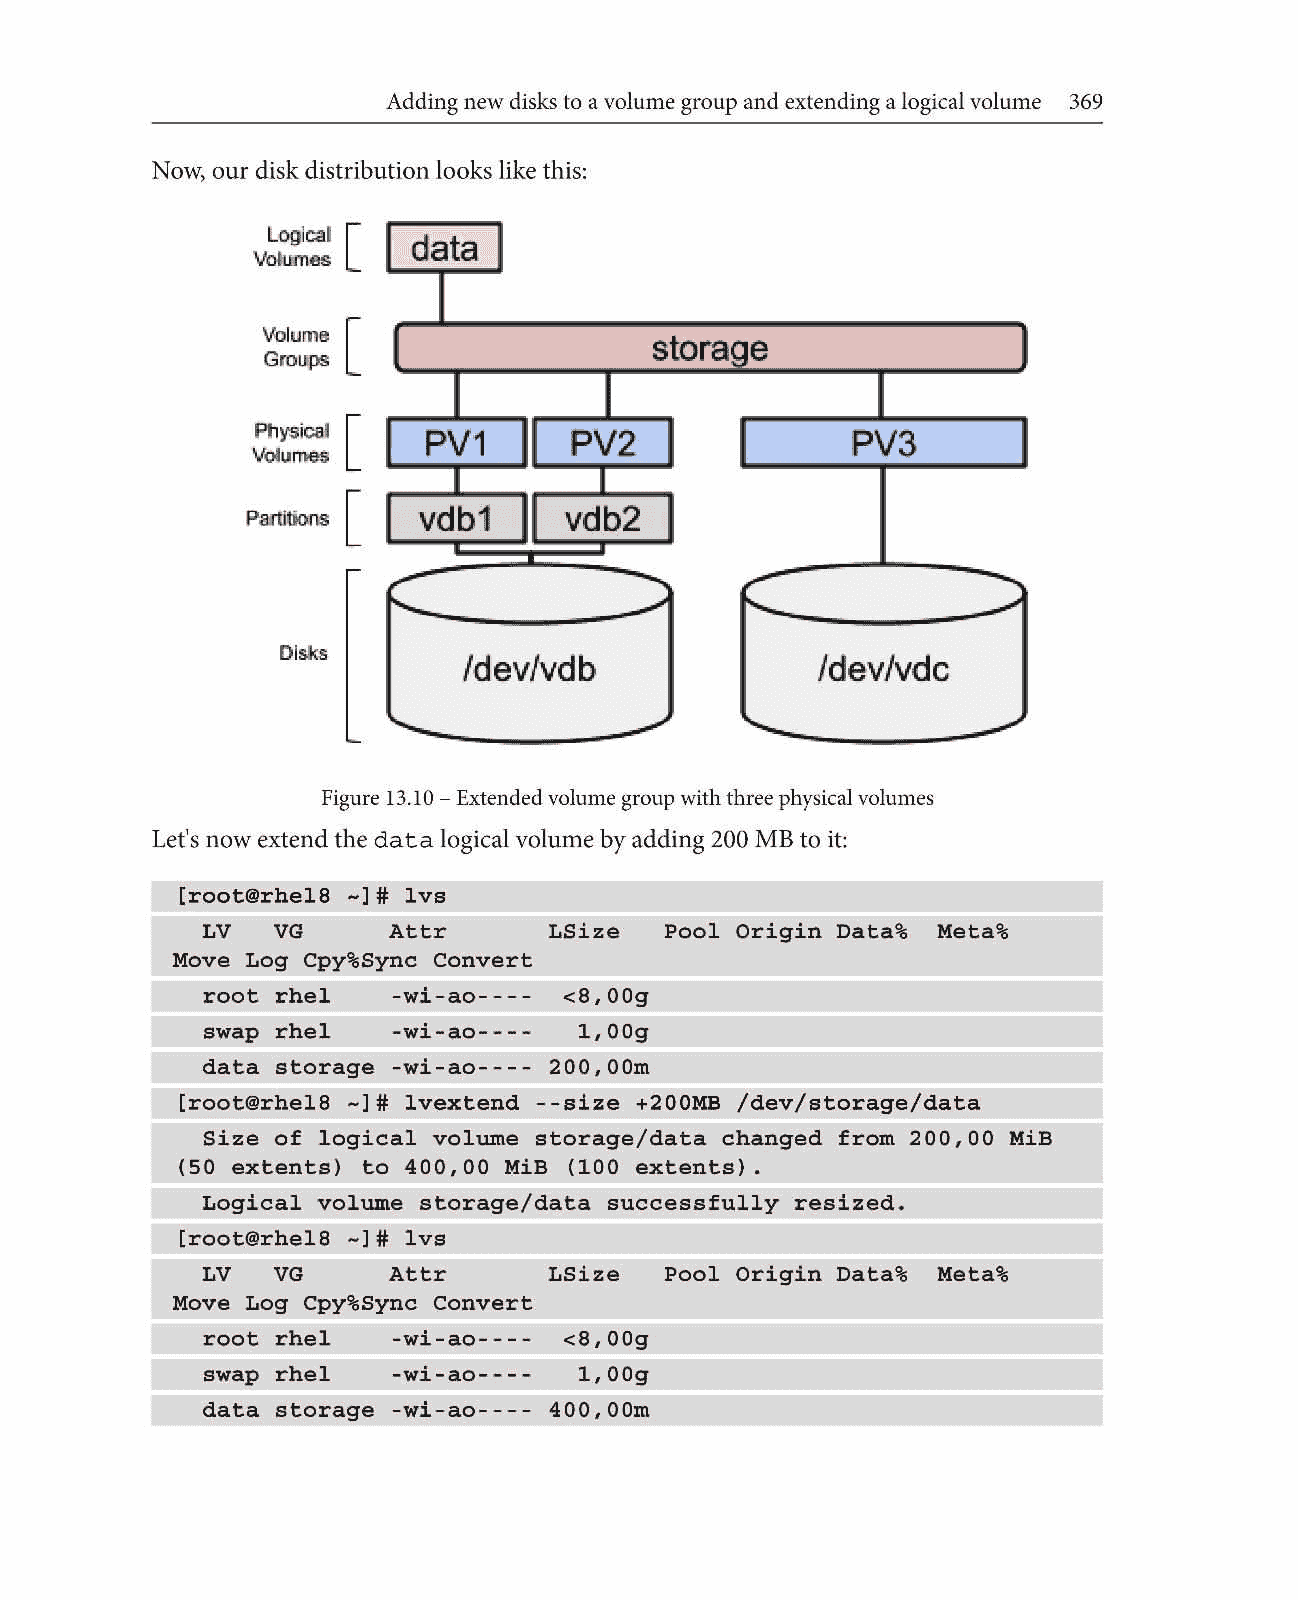 Adding new disks to a volume group and extending a logical volume 369
Now, our disk distribution looks like this:
Logical
Volumes
data
Volume
Groups
storage
Physical
Volumes
PV1 PV2 PV3
Partitions
vdb1 vdb2
Disks
/dev/vdb /dev/vdc
Figure 13.10 – Extended volume group with three physical volumes
Let's now extend the data logical volume by adding 200 MB to it:
[root@rhel8 ~]# lvs
  LV   VG      Attr       LSize   Pool Origin Data%  Meta%
Move Log Cpy%Sync Convert
  root rhel    -wi-ao----  <8,00g
  swap rhel    -wi-ao----   1,00g
  data storage -wi-ao---- 200,00m
[root@rhel8 ~]# lvextend --size +200MB /dev/storage/data
  Size of logical volume storage/data changed from 200,00 MiB
(50 extents) to 400,00 MiB (100 extents).
  Logical volume storage/data successfully resized.
[root@rhel8 ~]# lvs
  LV   VG      Attr       LSize   Pool Origin Data%  Meta%
Move Log Cpy%Sync Convert
  root rhel    -wi-ao----  <8,00g
  swap rhel    -wi-ao----   1,00g
  data storage -wi-ao---- 400,00m